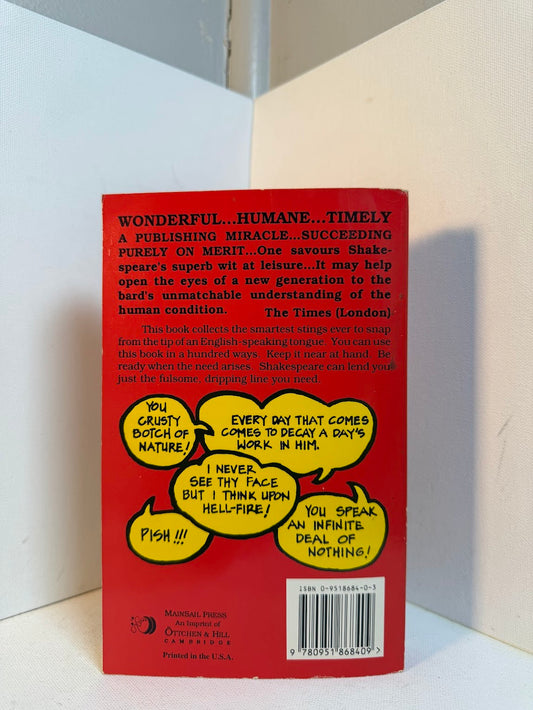 WONDERFUL...HUMANE...TIMELY
A PUBLISHING MIRACLE...SUCCEEDING
PURELY ON MERIT...One savours Shake-
speare's superb wit at leisure...It may help
open the eyes of a new generation to the
bard's unmatchable understanding of the
human condition. The Times (London)
This book collects the smartest stings ever to snap
from the tip of an English-speaking tongue. You can use
this book in a hundred ways. Keep it near at hand. Be
ready when the need arises. Shakespeare can lend you
just the fulsome, dripping line you need.
YOU
CRUSTY
BOTCH OF
NATURE!
EVERY DAY THAT COMES
COMES TO DECAY A DAY'S
WORK IN HIM.
I NEVER
SEE THY FACE
BUT I THINK UPON
HELL-FIRE!
PISH!!!
YOU SPEAK
AN INFINITE
DEAL OF
NOTHING!
ISBN 0-9518684-0-3
9 780951 868409
MAINSAIL PRESS
An Imprint of
ÖTTCHEN & HILL
CAMBRIDGE
Printed in the U.S.A.